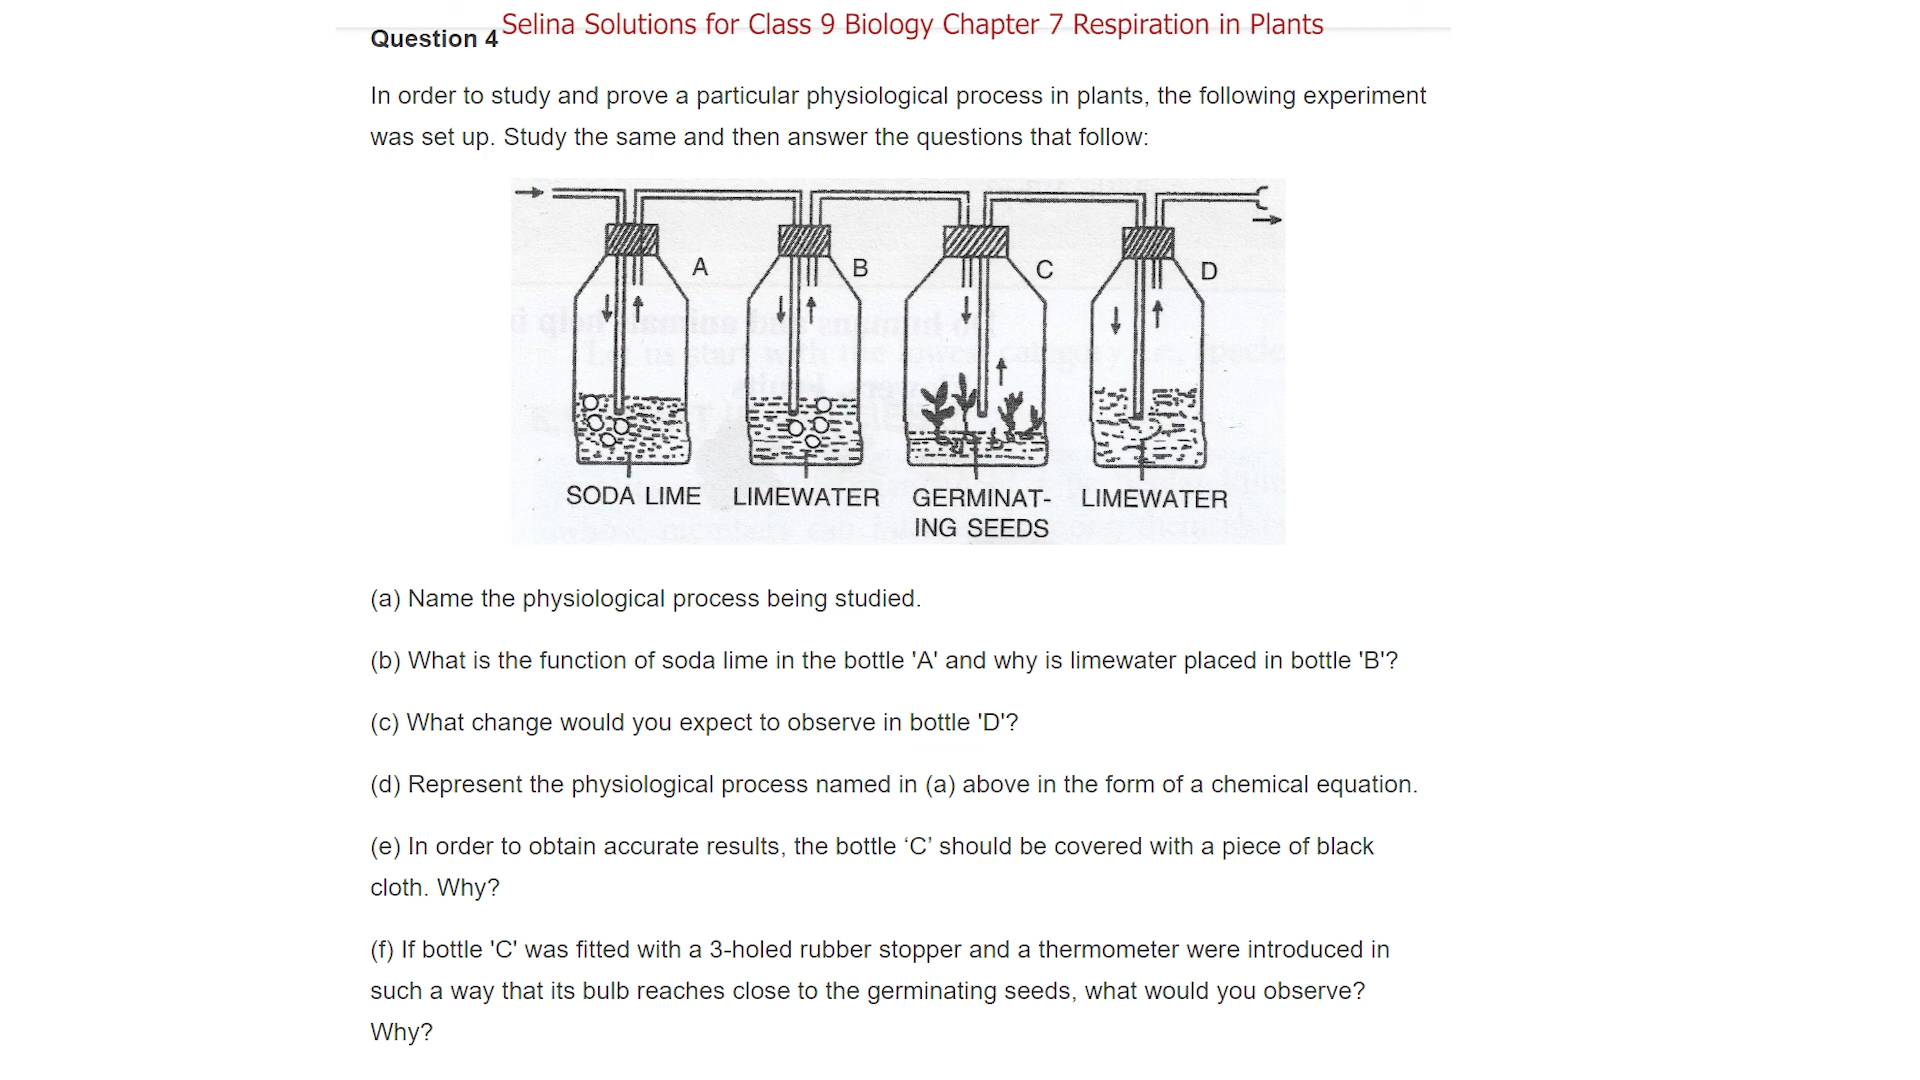 Selina Solutions for Class 9 Biology Chapter 7 Respiration in Plants
Question 4
In order to study and prove a particular physiological process in plants, the following experiment
was set up. Study the same and then answer the questions that follow:
A
B
C
D
SODA LIME
LIMEWATER
GERMINAT-
ING SEEDS
LIMEWATER
(a) Name the physiological process being studied.
(b) What is the function of soda lime in the bottle 'A' and why is limewater placed in bottle 'B'?
(c) What change would you expect to observe in bottle 'D'?
(d) Represent the physiological process named in (a) above in the form of a chemical equation.
(e) In order to obtain accurate results, the bottle ‘C’ should be covered with a piece of black
cloth. Why?
(f) If bottle 'C' was fitted with a 3-holed rubber stopper and a thermometer were introduced in
such a way that its bulb reaches close to the germinating seeds, what would you observe?
Why?